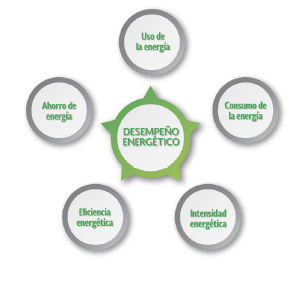 Uso de
la energía
Ahorro de
energía
Consumo de
la energía
DESEMPEÑO
ENERGÉTICO
Eficiencia
energética
Intensidad
energética